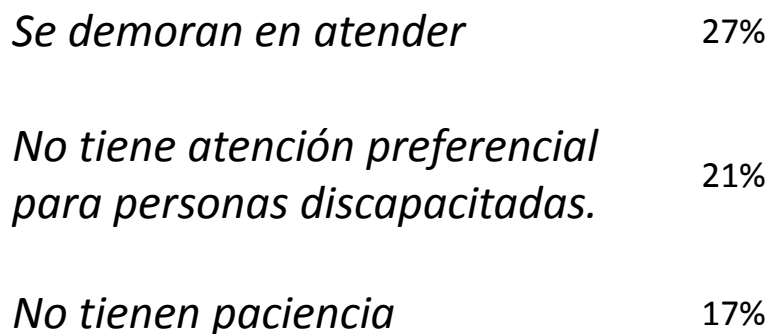 Se demoran en atender 27%
No tiene atención preferencial
para personas discapacitadas. 21%
No tienen paciencia 17%